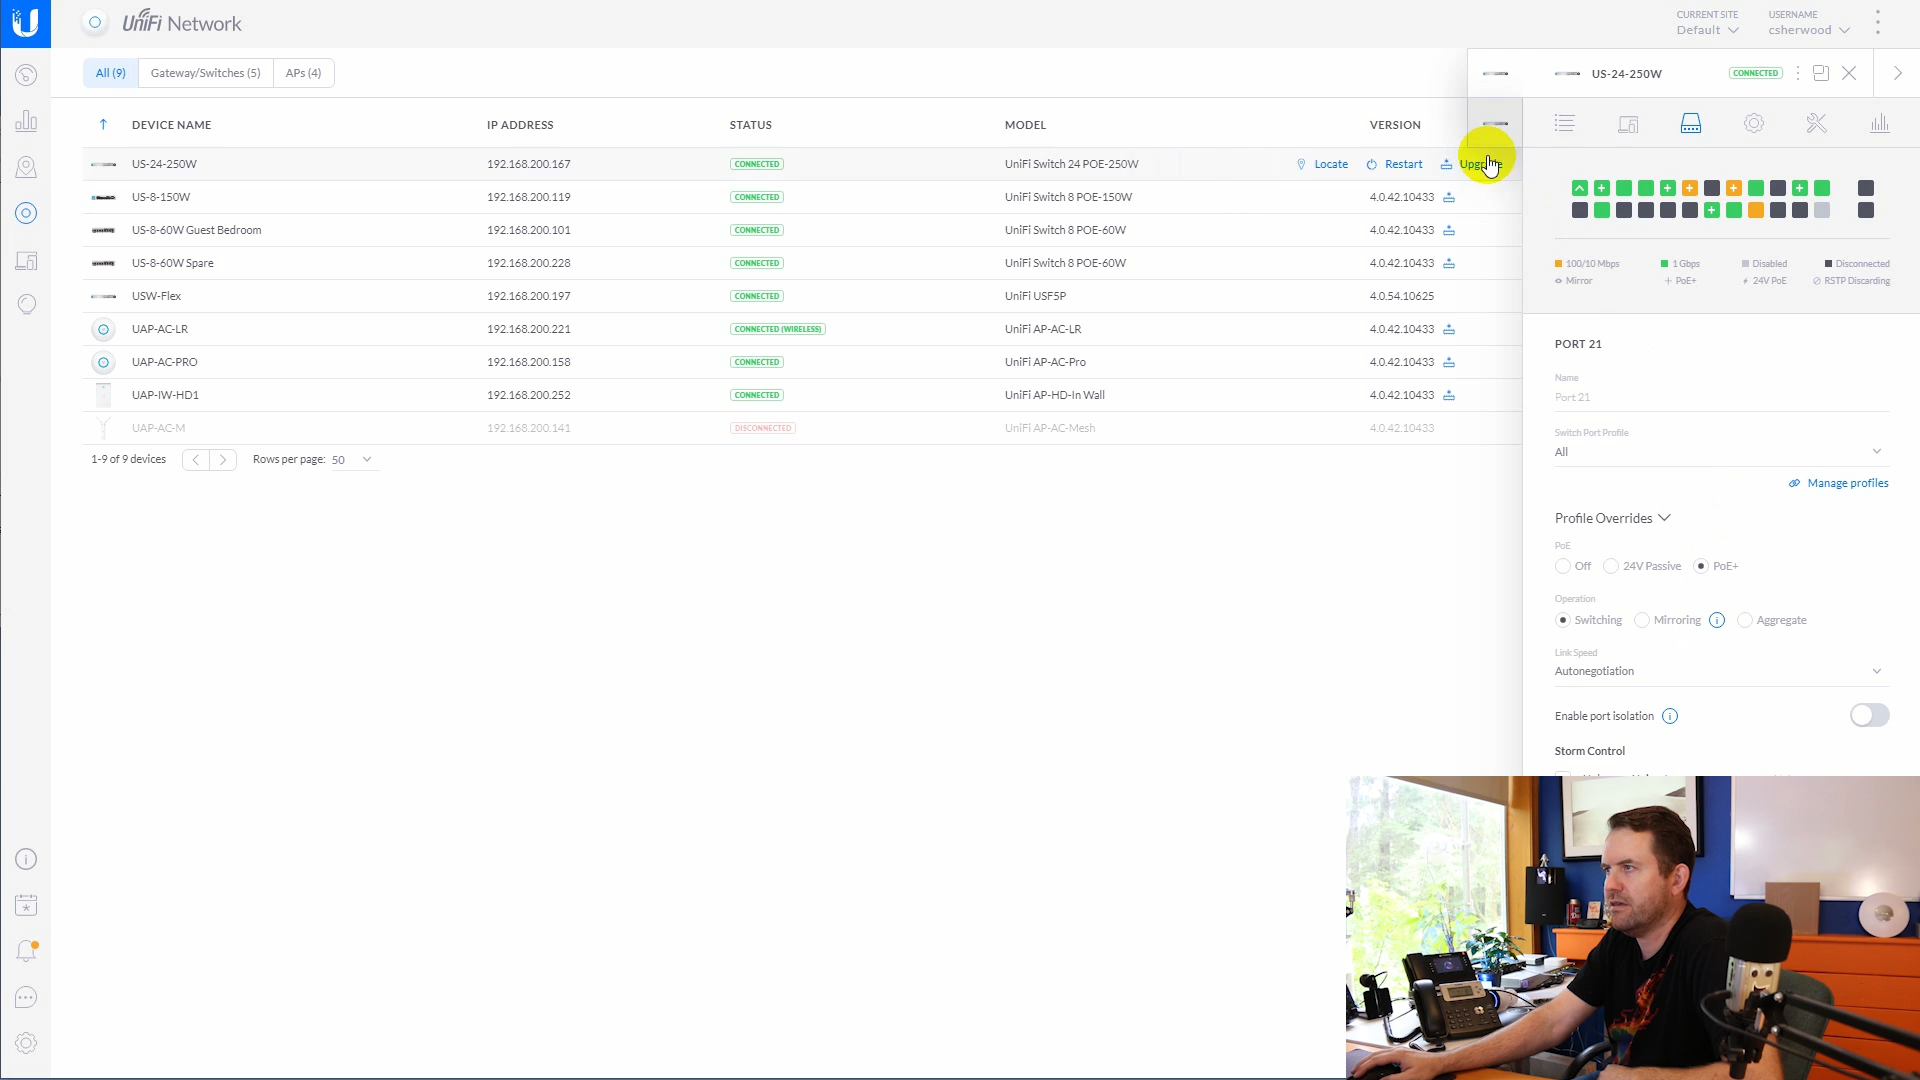 UniFi Network
CURRENT SITE
Default
USERNAME
csherwood
All (9)
Gateway/Switches (5)
APs (4)
US-24-250W
CONNECTED
DEVICE NAME
IP ADDRESS
STATUS
MODEL
VERSION
US-24-250W 192.168.200.167 CONNECTED UniFi Switch 24 POE-250W Locate Restart
US-8-150W 192.168.200.119 CONNECTED UniFi Switch 8 POE-150W 4.0.42.10433
US-8-60W Guest Bedroom 192.168.200.101 CONNECTED UniFi Switch 8 POE-60W 4.0.42.10433
US-8-60W Spare 192.168.200.228 CONNECTED UniFi Switch 8 POE-60W 4.0.42.10433
USW-Flex 192.168.200.197 CONNECTED UniFi USF5P 4.0.54.10625
UAP-AC-LR 192.168.200.221 CONNECTED (WIRELESS) UniFi AP-AC-LR 4.0.42.10433
UAP-AC-PRO 192.168.200.158 CONNECTED UniFi AP-AC-Pro 4.0.42.10433
UAP-IW-HD1 192.168.200.252 CONNECTED UniFi AP-HD-In Wall 4.0.42.10433
UAP-AC-M 192.168.200.141 DISCONNECTED UniFi AP-AC-Mesh 4.0.42.10433
1-9 of 9 devices
Rows per page: 50
100/10 Mbps 1 Gbps Disabled Disconnected
Mirror PoE+ 24V PoE RSTP Discarding
PORT 21
Name
Port 21
Switch Port Profile
All
Manage profiles
Profile Overrides
PoE
Off 24V Passive PoE+
Operation
Switching Mirroring Aggregate
Link Speed
Autonegotiation
Enable port isolation
Storm Control